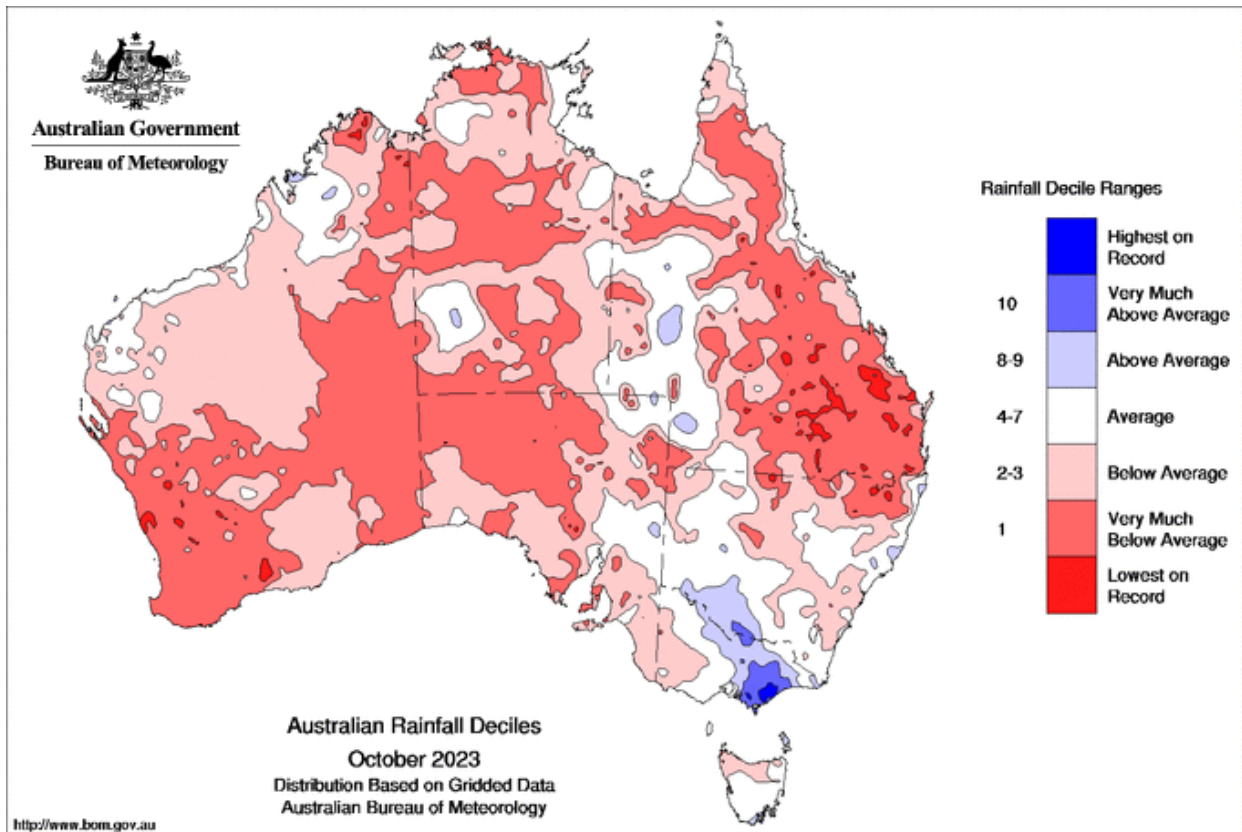 Australian Government
Bureau of Meteorology
Rainfall Decile Ranges
Highest on
Record
10 Very Much
Above Average
8-9 Above Average
4-7 Average
2-3 Below Average
1 Very Much
Below Average
Lowest on
Record
Australian Rainfall Deciles
October 2023
Distribution Based on Gridded Data
Australian Bureau of Meteorology
http://www.bom.gov.au